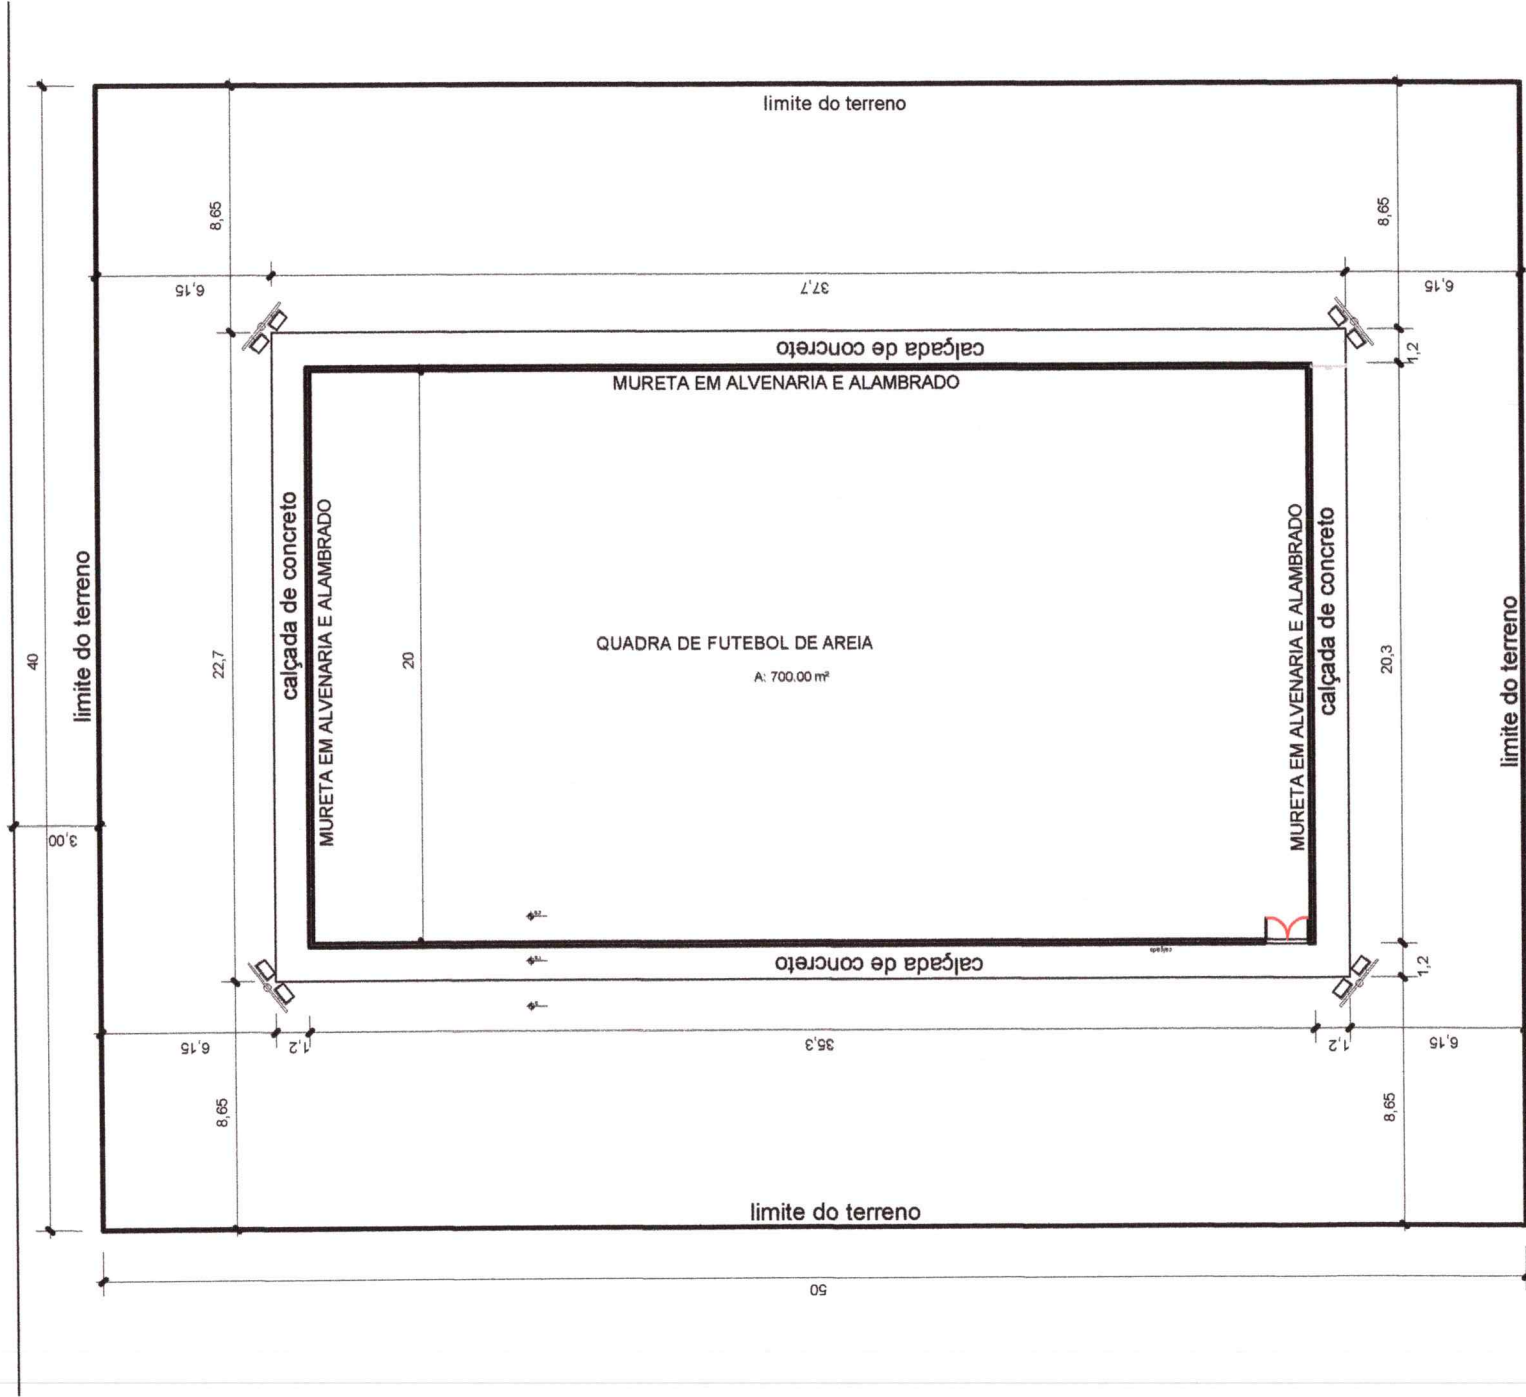 limite do terreno
8,65
8,65
6,15
37,7
6,15
calçada de concreto
1,2
MURETA EM ALVENARIA E ALAMBRADO
limite do terreno
40
22,7
calçada de concreto
MURETA EM ALVENARIA E ALAMBRADO
20
QUADRA DE FUTEBOL DE AREIA
A: 700.00 m²
MURETA EM ALVENARIA E ALAMBRADO
calçada de concreto
20,3
limite do terreno
3,00
calçada
calçada de concreto
1,2
6,15
1,2
35,3
1,2
6,15
8,65
8,65
limite do terreno
50